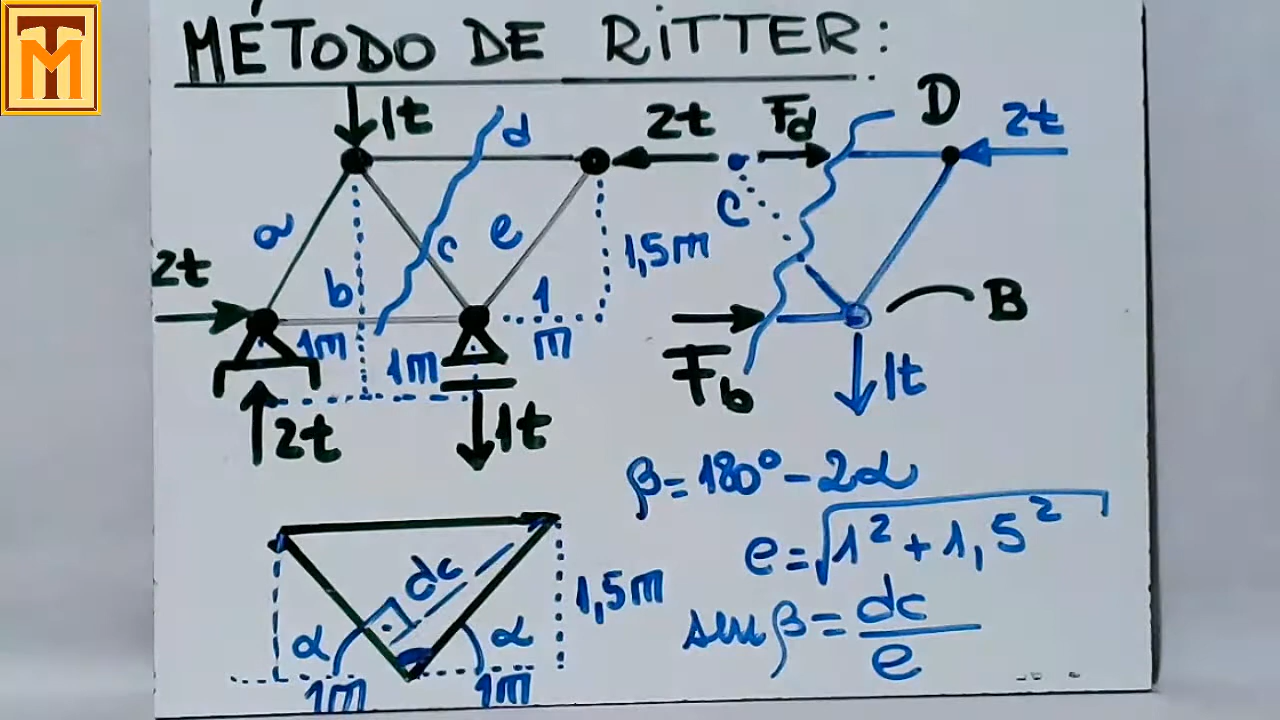 TM
MÉTODO DE RiTTER:
1t
d
2t
Fd
D
2t
a
c
e
C
1,5m
2t
b
1
B
1m
1m
m
Fb
1t
2t
1t
β=180°-2α
e=√1²+1,5²
dc
1,5m
sen β=dc/e
α
α
1m
1m